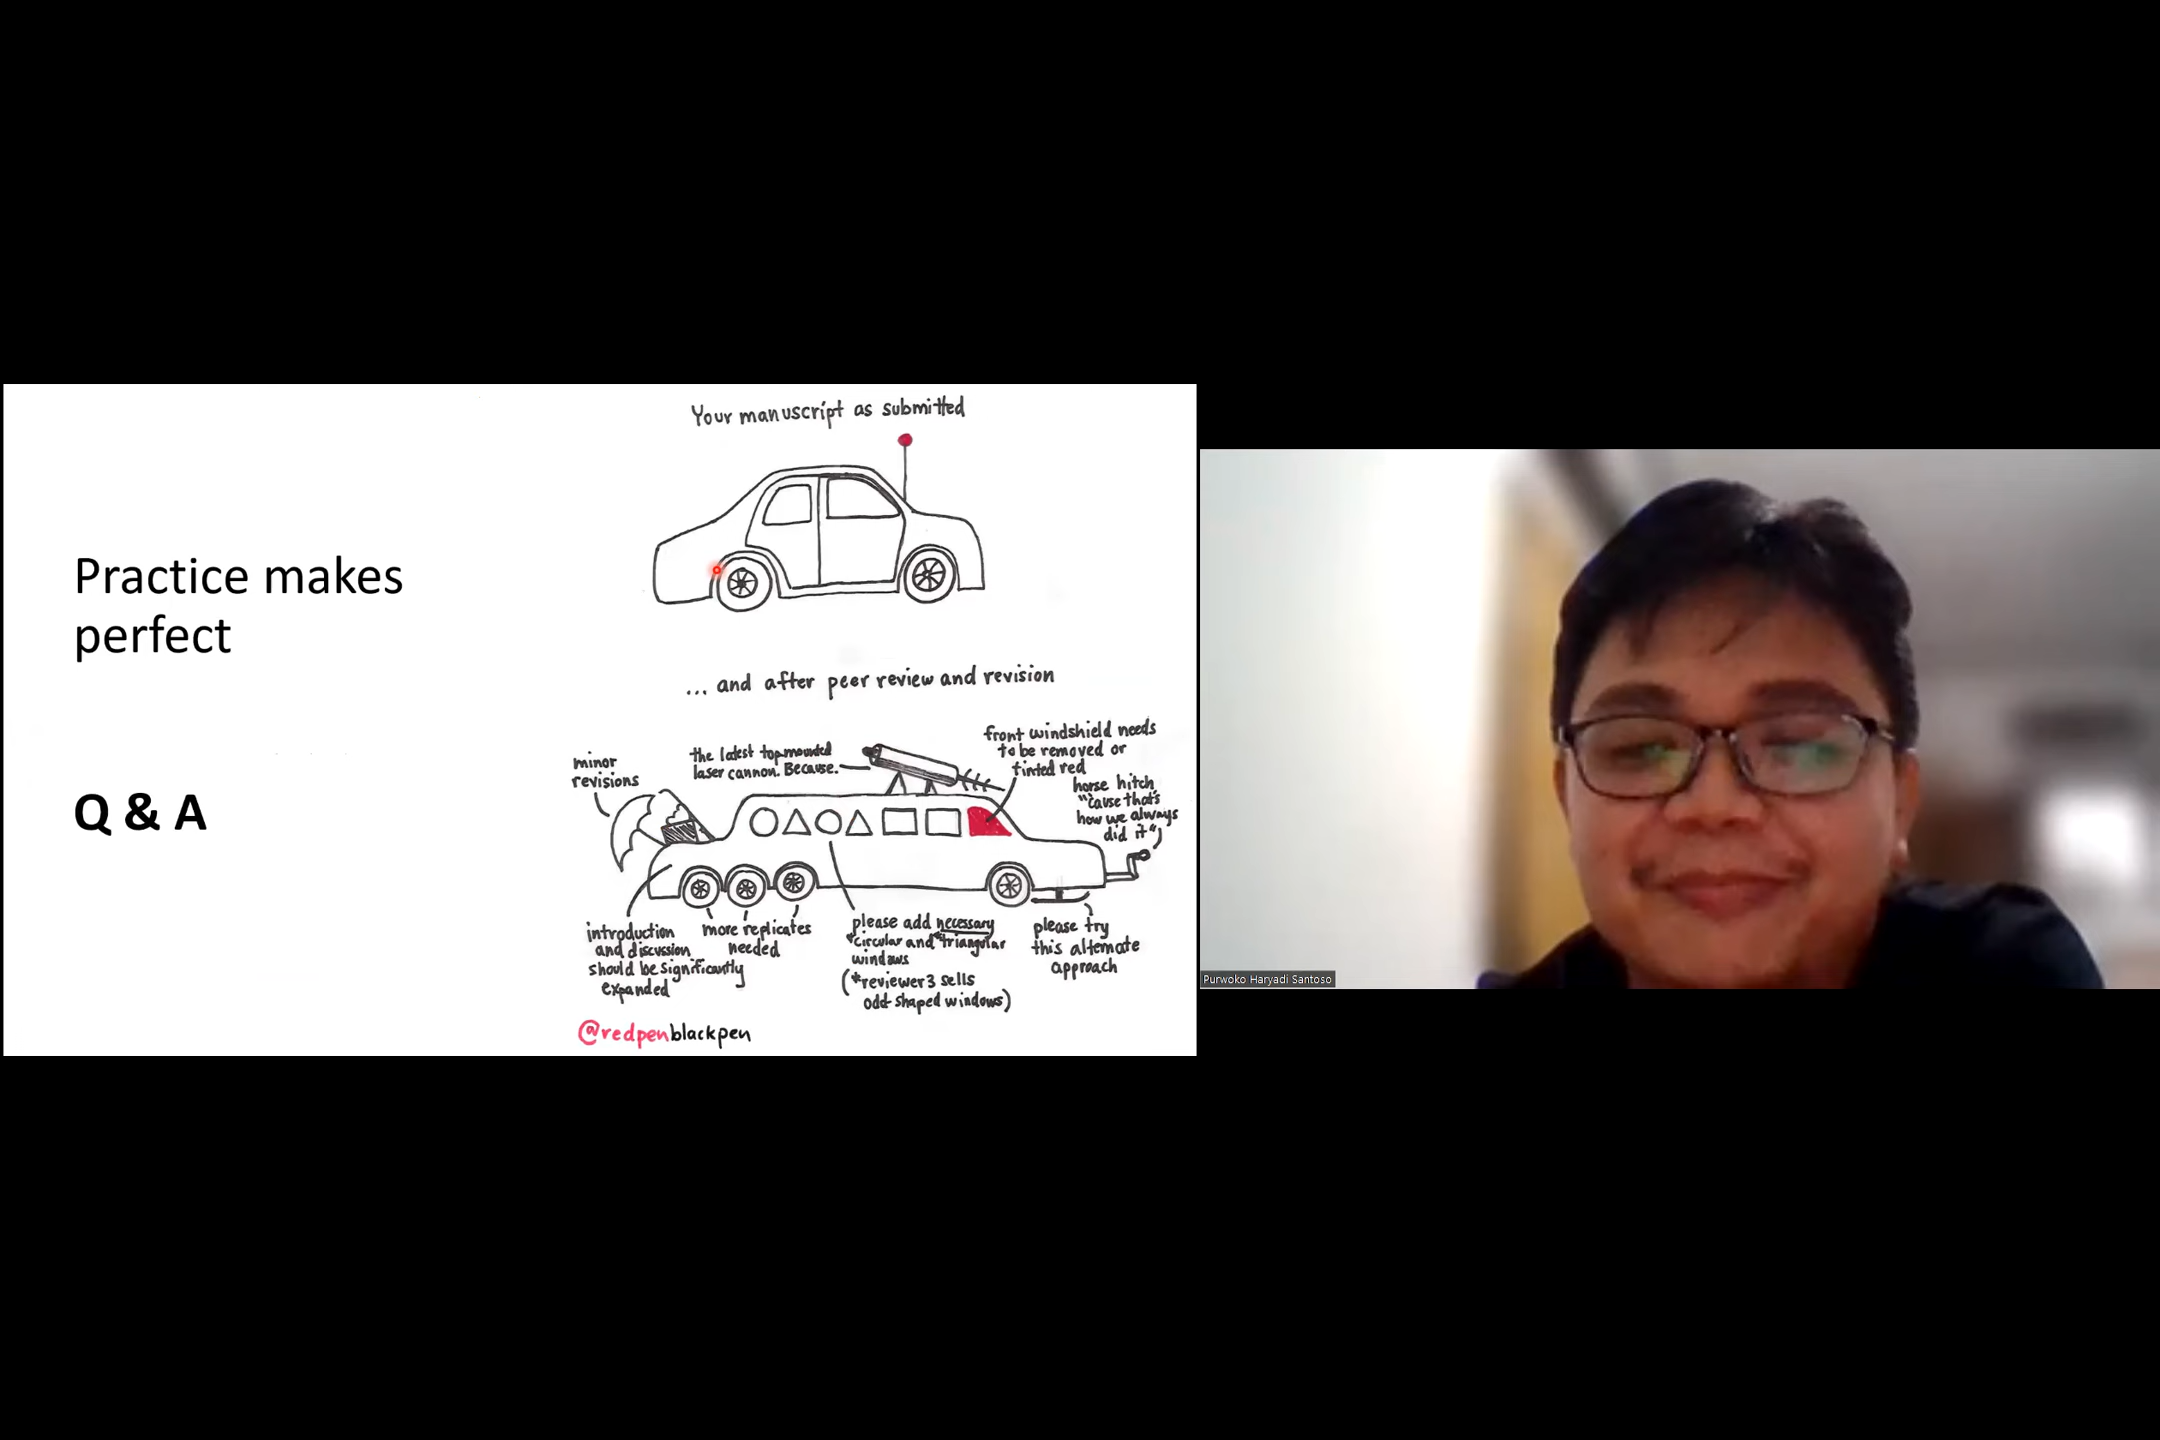 Practice makes
perfect
Q & A
Your manuscript as submitted
... and after peer review and revision
minor
revisions
the latest top-mounted
laser cannon. Because.
front windshield needs
to be removed or
tinted red
horse hitch
"'cause that's
how we always
did it")
introduction
and discussion
should be significantly
expanded
more replicates
needed
please add necessary
*circular and *triangular
windows
(*reviewer 3 sells
odd-shaped windows)
please try
this alternate
approach
@redpenblackpen
Purwoko Haryadi Santoso